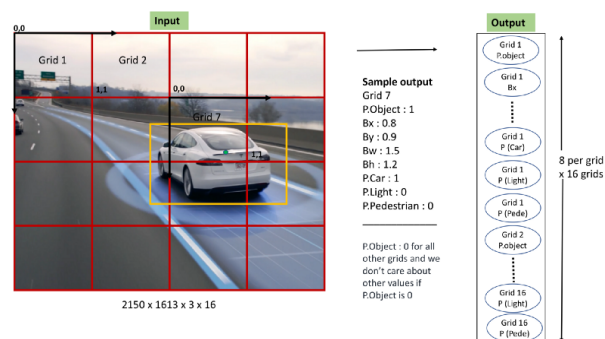 Input
0,0
Grid 1
Grid 2
1,1
0,0
Grid 7
1,1
2150 x 1613 x 3 x 16
Sample output
Grid 7
P.Object : 1
Bx : 0.8
By : 0.9
Bw : 1.5
Bh : 1.2
P.Car : 1
P.Light : 0
P.Pedestrian : 0
P.Object : 0 for all
other grids and we
don't care about
other values if
P.Object is 0
Output
Grid 1
P.object
Grid 1
Bx
Grid 1
P (Car)
Grid 1
P (Light)
Grid 1
P (Pede)
Grid 2
P.object
Grid 16
P (Light)
Grid 16
P (Pede)
8 per grid
x 16 grids